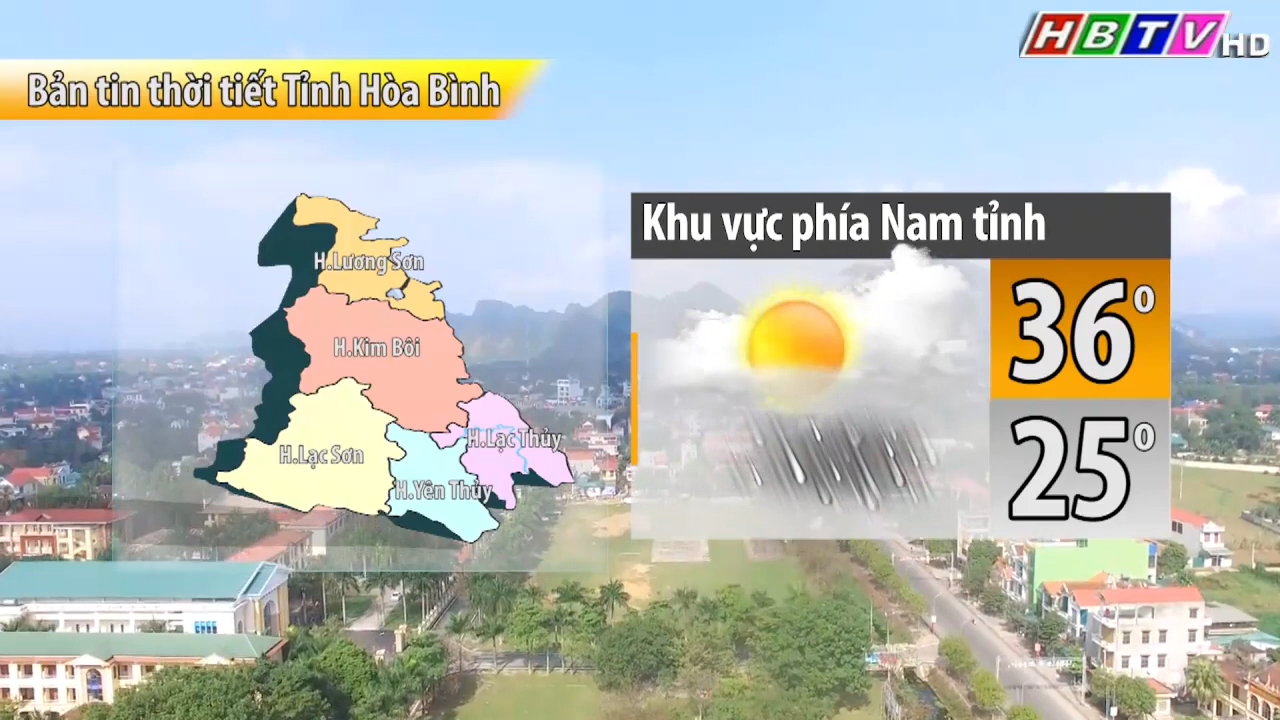 HBTV HD
Bản tin thời tiết Tỉnh Hòa Bình
Khu vực phía Nam tỉnh
H.Lương Sơn
H.Kim Bôi
H.Lạc Thủy
H.Lạc Sơn
H.Yên Thủy
36°
25°